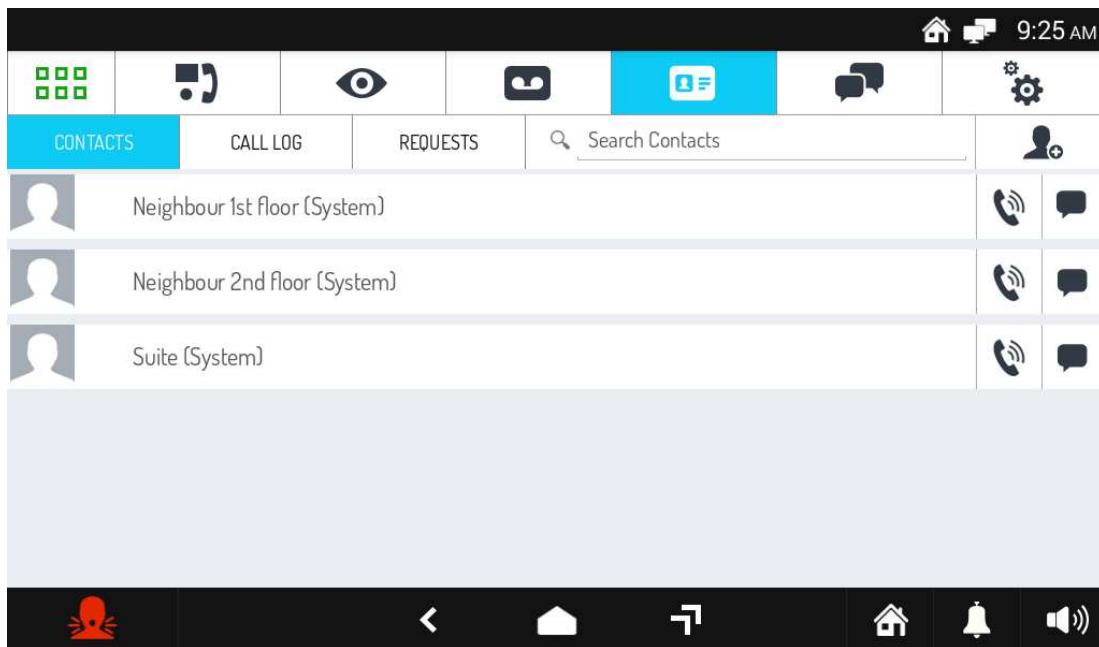 9:25 AM
CONTACTS CALL LOG REQUESTS Search Contacts
Neighbour 1st floor (System)
Neighbour 2nd floor (System)
Suite (System)